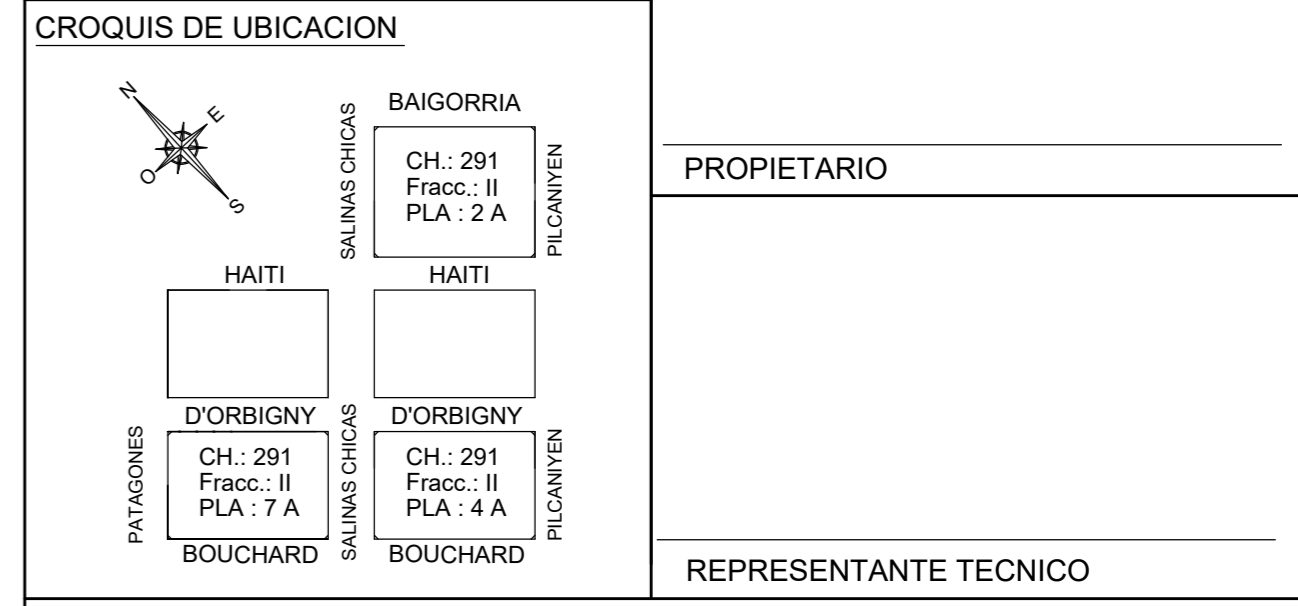 CROQUIS DE UBICACION
N
E
O
S
SALINAS CHICAS
BAIGORRIA
CH.: 291
Fracc.: II
PLA : 2 A
PILCANIYEN
HAITI
HAITI
D'ORBIGNY
D'ORBIGNY
PATAGONES
CH.: 291
Fracc.: II
PLA : 7 A
SALINAS CHICAS
CH.: 291
Fracc.: II
PLA : 4 A
PILCANIYEN
BOUCHARD
BOUCHARD
PROPIETARIO
REPRESENTANTE TECNICO